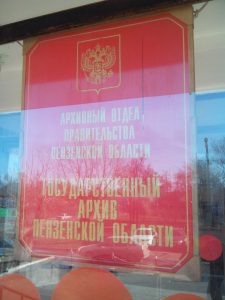 АРХИВНЫЙ ОТДЕЛ
ПРАВИТЕЛЬСТВА
ПЕНЗЕНСКОЙ ОБЛАСТИ
ГОСУДАРСТВЕННЫЙ
АРХИВ
ПЕНЗЕНСКОЙ ОБЛАСТИ